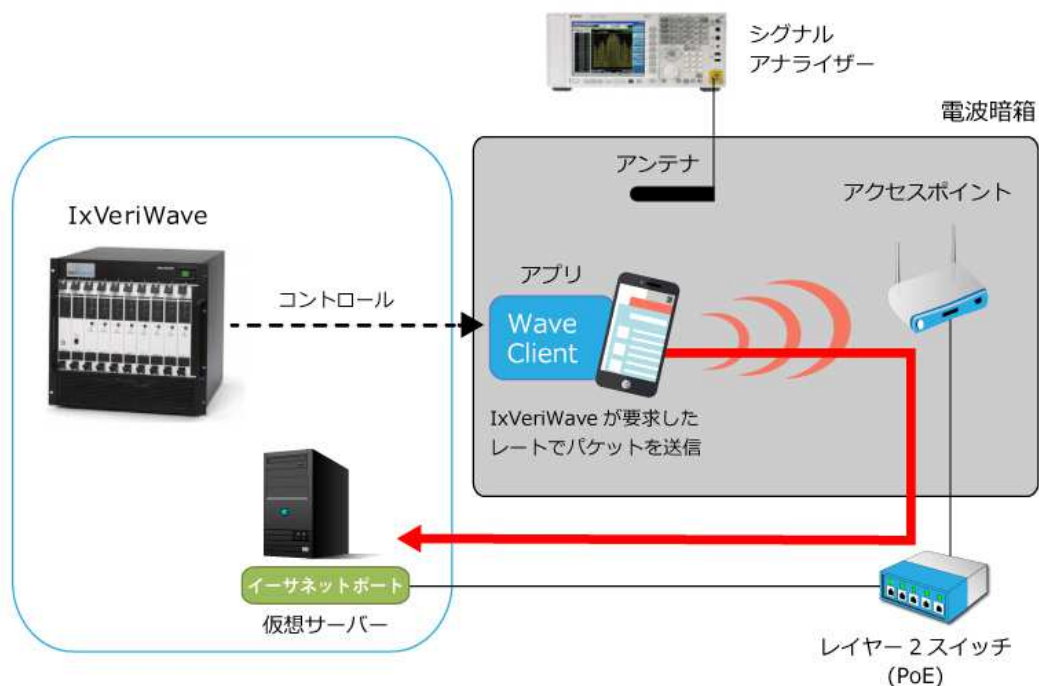 シグナル
アナライザー
電波暗箱
アンテナ
アクセスポイント
IxVeriWave
アプリ
コントロール
Wave
Client
IxVeriWave が要求した
レートでパケットを送信
イーサネットポート
仮想サーバー
レイヤー 2 スイッチ
(PoE)